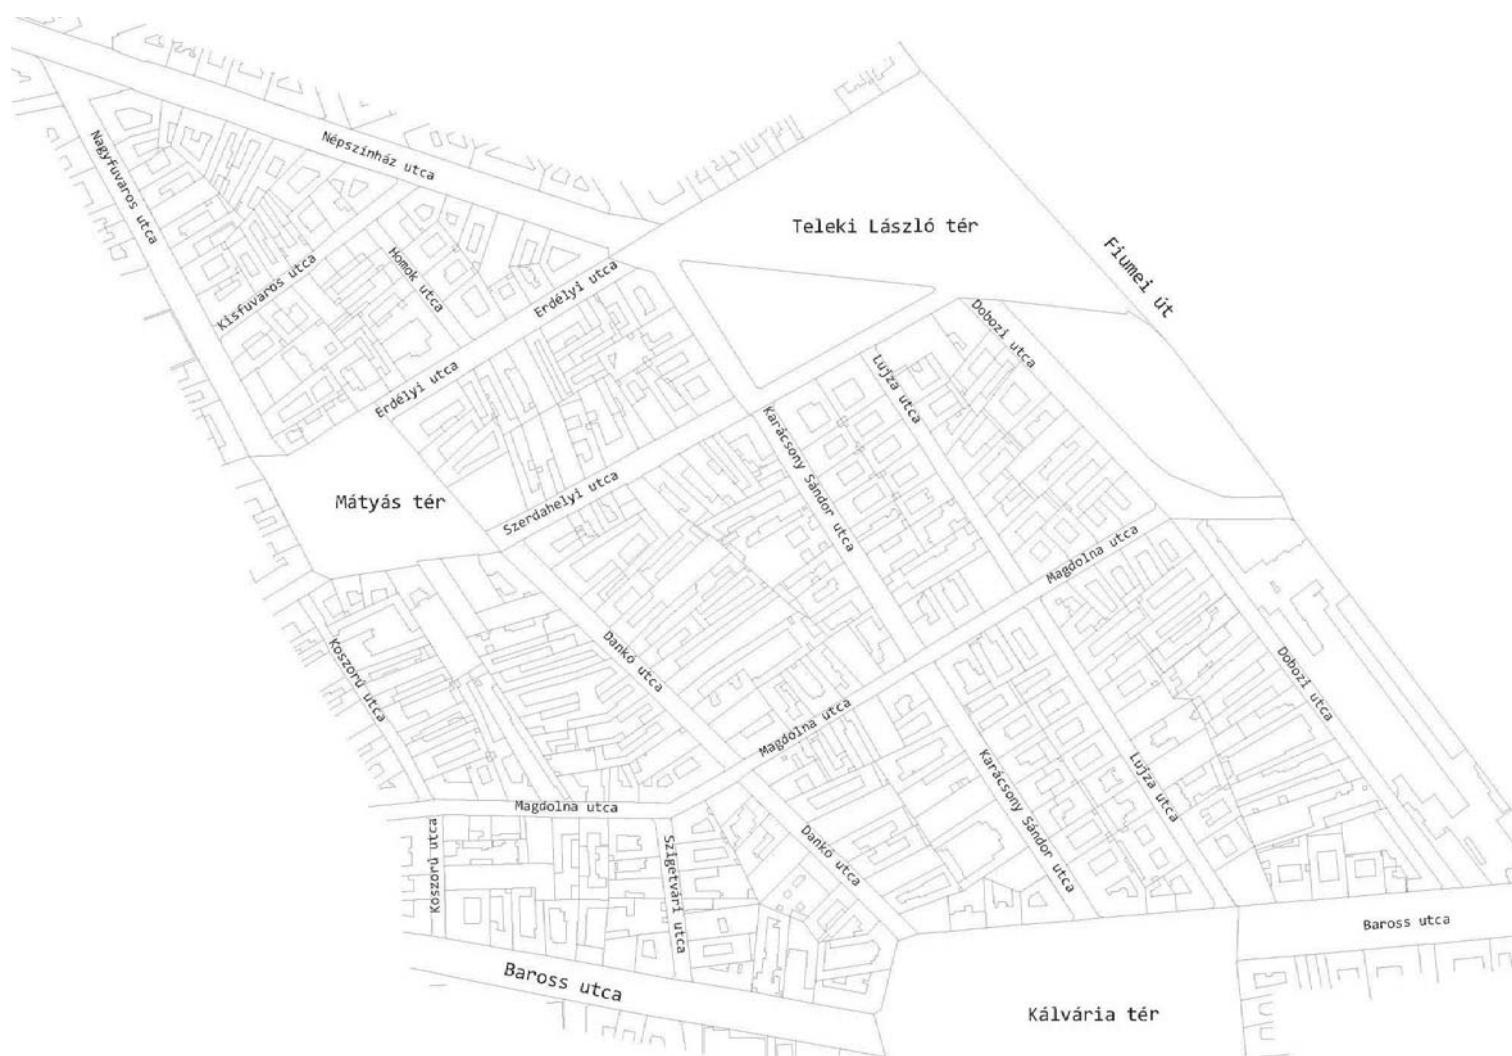 Népszínház utca
Nagyfuvaros utca
Teleki László tér
Fiumei út
Kisfuvaros utca
Homok utca
Erdélyi utca
Erdélyi utca
Dobozi utca
Lujza utca
Karácsony Sándor utca
Mátyás tér
Szerdahelyi utca
Magdolna utca
Koszorú utca
Dankó utca
Magdolna utca
Dobozi utca
Karácsony Sándor utca
Lujza utca
Magdolna utca
Koszorú utca
Szigetvári utca
Dankó utca
Baross utca
Baross utca
Kálvária tér